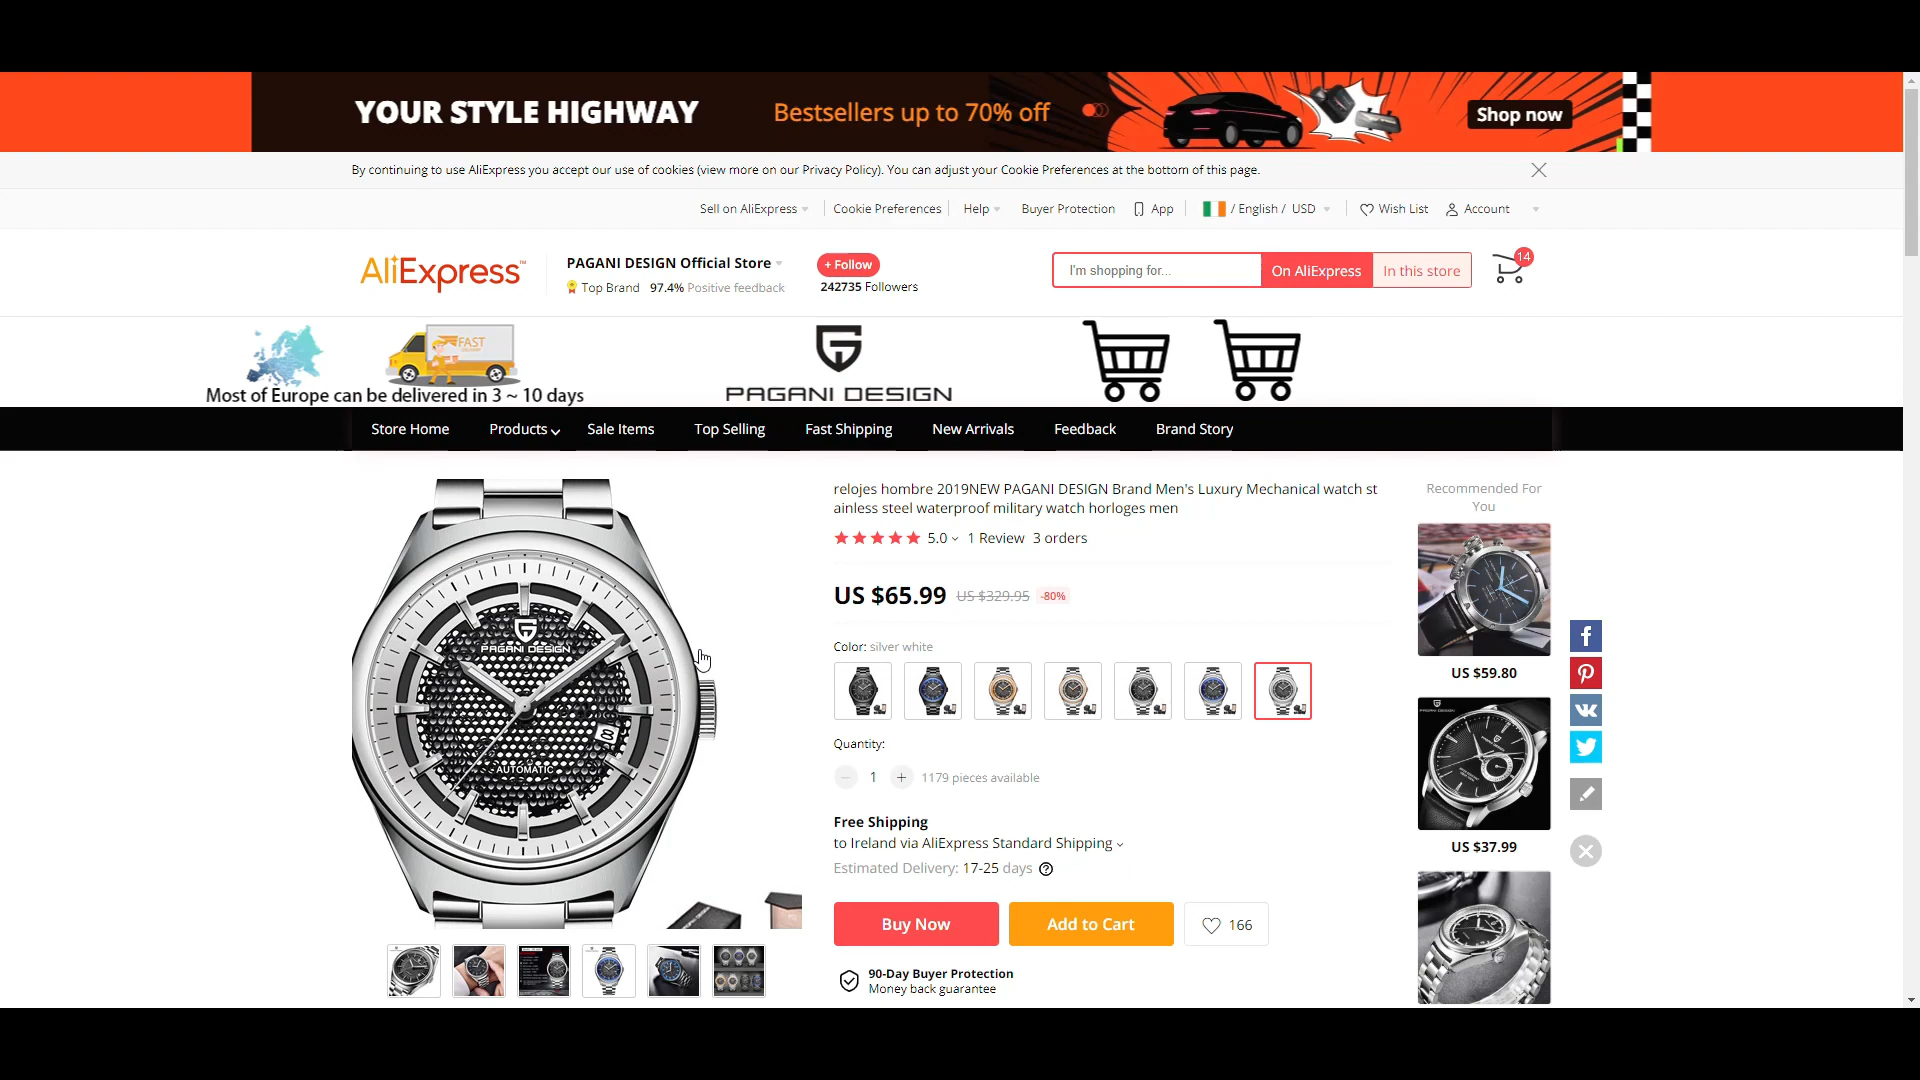 YOUR STYLE HIGHWAY
Bestsellers up to 70% off
Shop now
By continuing to use AliExpress you accept our use of cookies (view more on our Privacy Policy). You can adjust your Cookie Preferences at the bottom of this page.
Sell on AliExpress
Cookie Preferences
Help
Buyer Protection
App
/ English / USD
Wish List
Account
AliExpress™
PAGANI DESIGN Official Store
Top Brand 97.4% Positive feedback
+ Follow
242735 Followers
I'm shopping for...
On AliExpress
In this store
14
FAST
Most of Europe can be delivered in 3 ~ 10 days
PAGANI DESIGN
Store Home
Products
Sale Items
Top Selling
Fast Shipping
New Arrivals
Feedback
Brand Story
PAGANI DESIGN
8
AUTOMATIC
relojes hombre 2019NEW PAGANI DESIGN Brand Men's Luxury Mechanical watch st
ainless steel waterproof military watch horloges men
5.0 1 Review 3 orders
US $65.99 US $329.95 -80%
Color: silver white
Quantity:
1
1179 pieces available
Free Shipping
to Ireland via AliExpress Standard Shipping
Estimated Delivery: 17-25 days
Buy Now
Add to Cart
166
90-Day Buyer Protection
Money back guarantee
Recommended For
You
US $59.80
US $37.99